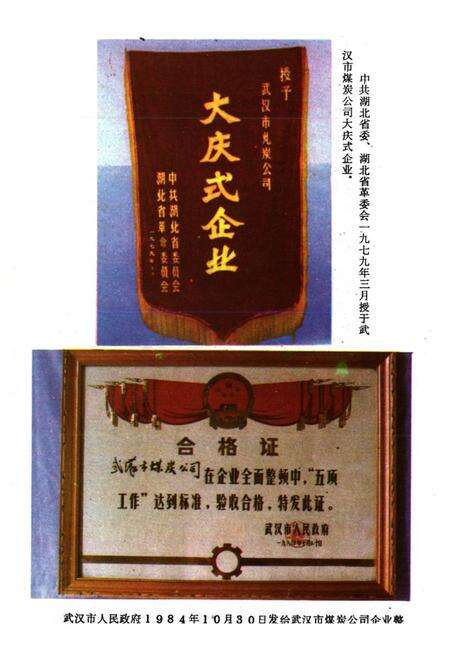 中共湖北省委、湖北省革委会一九七九年三月授于武
汉市煤炭公司大庆式企业。
授予
武汉市煤炭公司
大庆式企业
中共湖北省委员会
湖北省革命委员会
合格证
武汉市煤炭公司在企业全面整顿中，“五项
工作”达到标准，验收合格，特发此证。
武汉市人民政府
武汉市人民政府1984年10月30日发给武汉市煤炭公司企业整